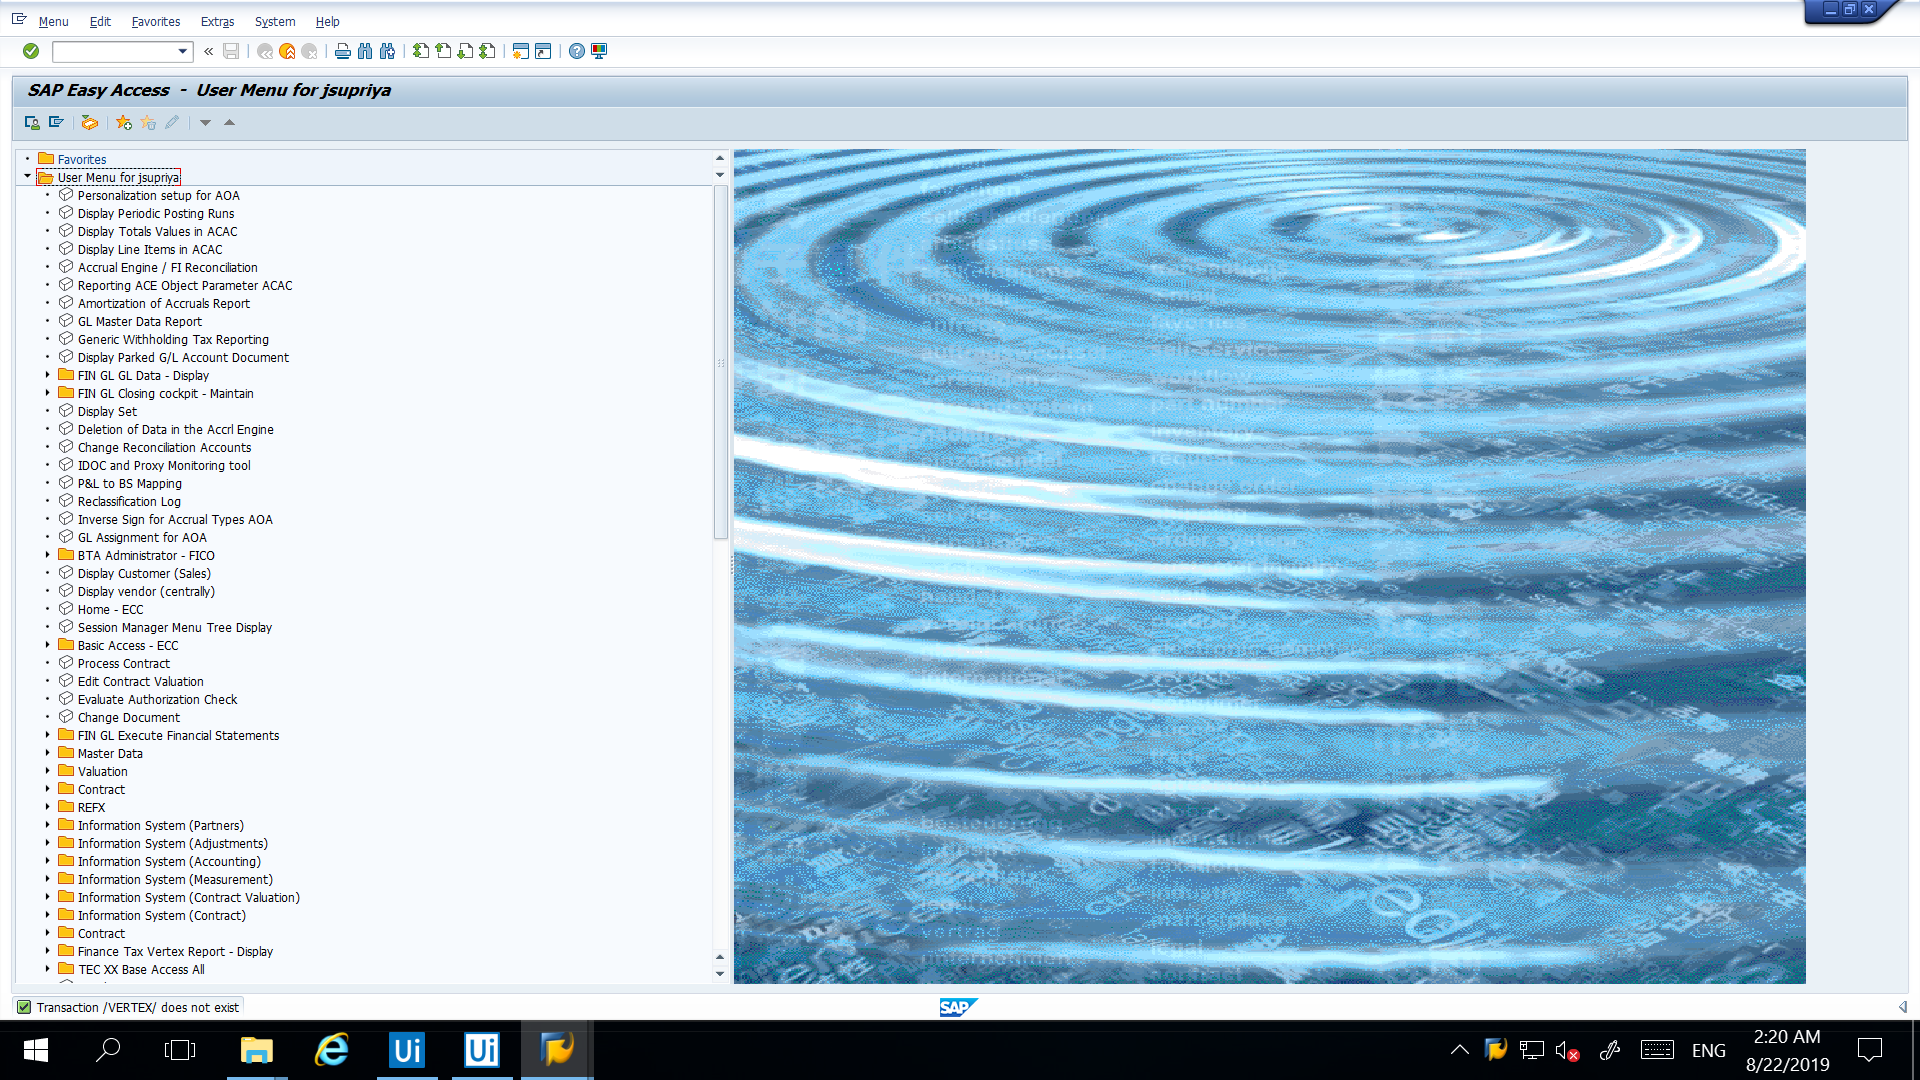 Menu Edit Favorites Extras System Help
SAP Easy Access - User Menu for jsupriya
Favorites
User Menu for jsupriya
Personalization setup for AOA
Display Periodic Posting Runs
Display Totals Values in ACAC
Display Line Items in ACAC
Accrual Engine / FI Reconciliation
Reporting ACE Object Parameter ACAC
Amortization of Accruals Report
GL Master Data Report
Generic Withholding Tax Reporting
Display Parked G/L Account Document
FIN GL GL Data - Display
FIN GL Closing cockpit - Maintain
Display Set
Deletion of Data in the Accrl Engine
Change Reconciliation Accounts
IDOC and Proxy Monitoring tool
P&L to BS Mapping
Reclassification Log
Inverse Sign for Accrual Types AOA
GL Assignment for AOA
BTA Administrator - FICO
Display Customer (Sales)
Display vendor (centrally)
Home - ECC
Session Manager Menu Tree Display
Basic Access - ECC
Process Contract
Edit Contract Valuation
Evaluate Authorization Check
Change Document
FIN GL Execute Financial Statements
Master Data
Valuation
Contract
REFX
Information System (Partners)
Information System (Adjustments)
Information System (Accounting)
Information System (Measurement)
Information System (Contract Valuation)
Information System (Contract)
Contract
Finance Tax Vertex Report - Display
TEC XX Base Access All
Transaction /VERTEX/ does not exist
SAP
Ui
Ui
ENG
2:20 AM
8/22/2019